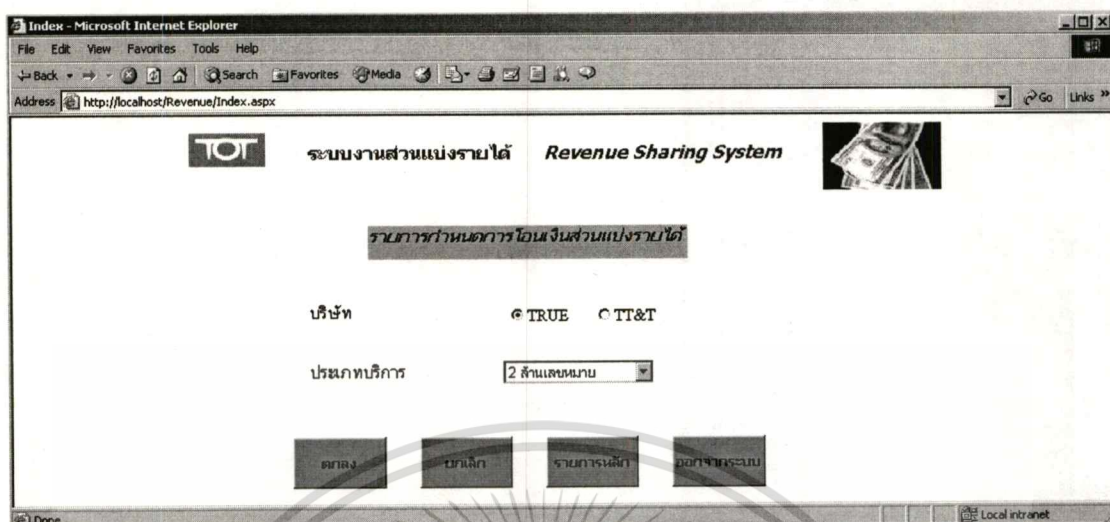 Index - Microsoft Internet Explorer
File Edit View Favorites Tools Help
Back Search Favorites Media
Address http://localhost/Revenue/Index.aspx Go Links »
TOT ระบบงานส่วนแบ่งรายได้ Revenue Sharing System
รายการกำหนดการโอนเงินส่วนแบ่งรายได้
บริษัท TRUE TT&T
ประเภทบริการ 2 ล้านเลขหมาย
ตกลง ยกเลิก รายการหลัก ออกจากระบบ
Done Local intranet